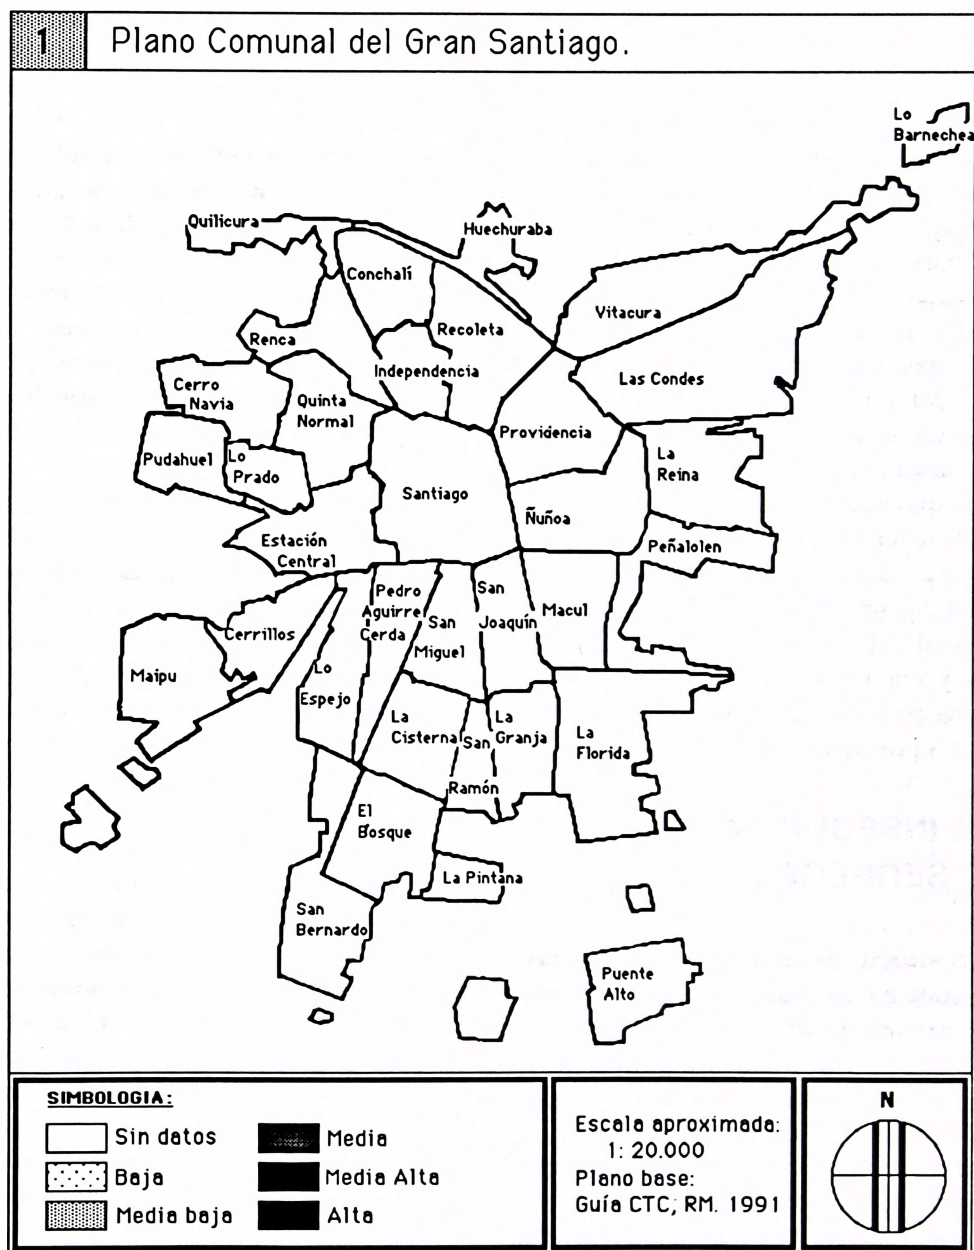 1 Plano Comunal del Gran Santiago.
Lo
Barnechea
Quilicura
Huechuraba
Conchalí
Vitacura
Recoleta
Renca
Independencia
Las Condes
Cerro
Navia
Quinta
Normal
Providencia
Pudahuel
Lo
Prado
La
Reina
Santiago
Ñuñoa
Estación
Central
Peñalolen
Pedro
Aguirre
Cerda
San
Joaquín
Macul
San
Miguel
Cerrillos
Maipu
Lo
Espejo
La
Cisterna
San
Ramón
La
Granja
La
Florida
El
Bosque
La Pintana
San
Bernardo
Puente
Alto
SIMBOLOGIA:
Sin datos
Baja
Media baja
Media
Media Alta
Alta
Escala aproximada:
1: 20.000
Plano base:
Guía CTC; RM. 1991
N